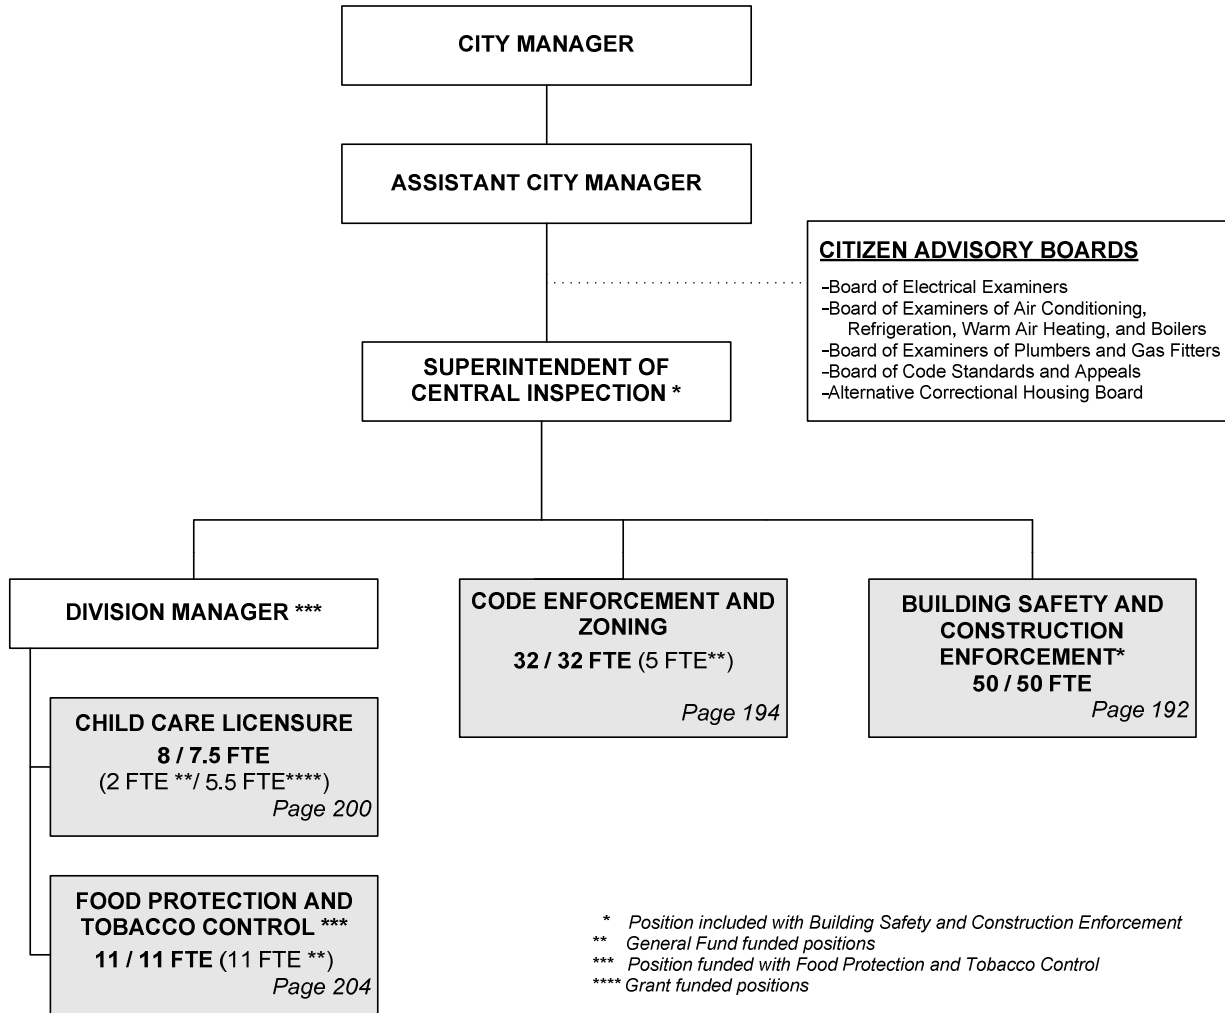 CITY MANAGER
ASSISTANT CITY MANAGER
CITIZEN ADVISORY BOARDS
-Board of Electrical Examiners
-Board of Examiners of Air Conditioning,
Refrigeration, Warm Air Heating, and Boilers
-Board of Examiners of Plumbers and Gas Fitters
-Board of Code Standards and Appeals
-Alternative Correctional Housing Board
SUPERINTENDENT OF
CENTRAL INSPECTION *
DIVISION MANAGER ***
CHILD CARE LICENSURE
8 / 7.5 FTE
(2 FTE **/ 5.5 FTE****)
Page 200
FOOD PROTECTION AND
TOBACCO CONTROL ***
11 / 11 FTE (11 FTE **)
Page 204
CODE ENFORCEMENT AND
ZONING
32 / 32 FTE (5 FTE**)
Page 194
BUILDING SAFETY AND
CONSTRUCTION
ENFORCEMENT*
50 / 50 FTE
Page 192
* Position included with Building Safety and Construction Enforcement
** General Fund funded positions
*** Position funded with Food Protection and Tobacco Control
**** Grant funded positions